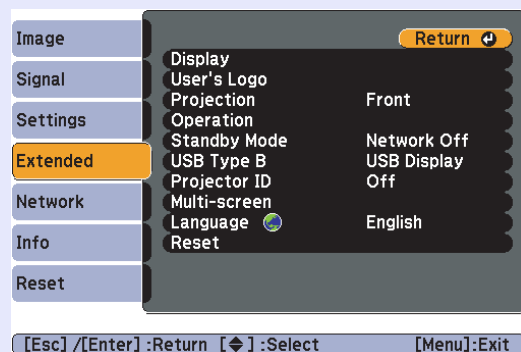 Image
Signal
Settings
Extended
Network
Info
Reset
Return
Display
User's Logo
Projection Front
Operation
Standby Mode Network Off
USB Type B USB Display
Projector ID Off
Multi-screen
Language English
Reset
[Esc] /[Enter] :Return [◆] :Select [Menu]:Exit